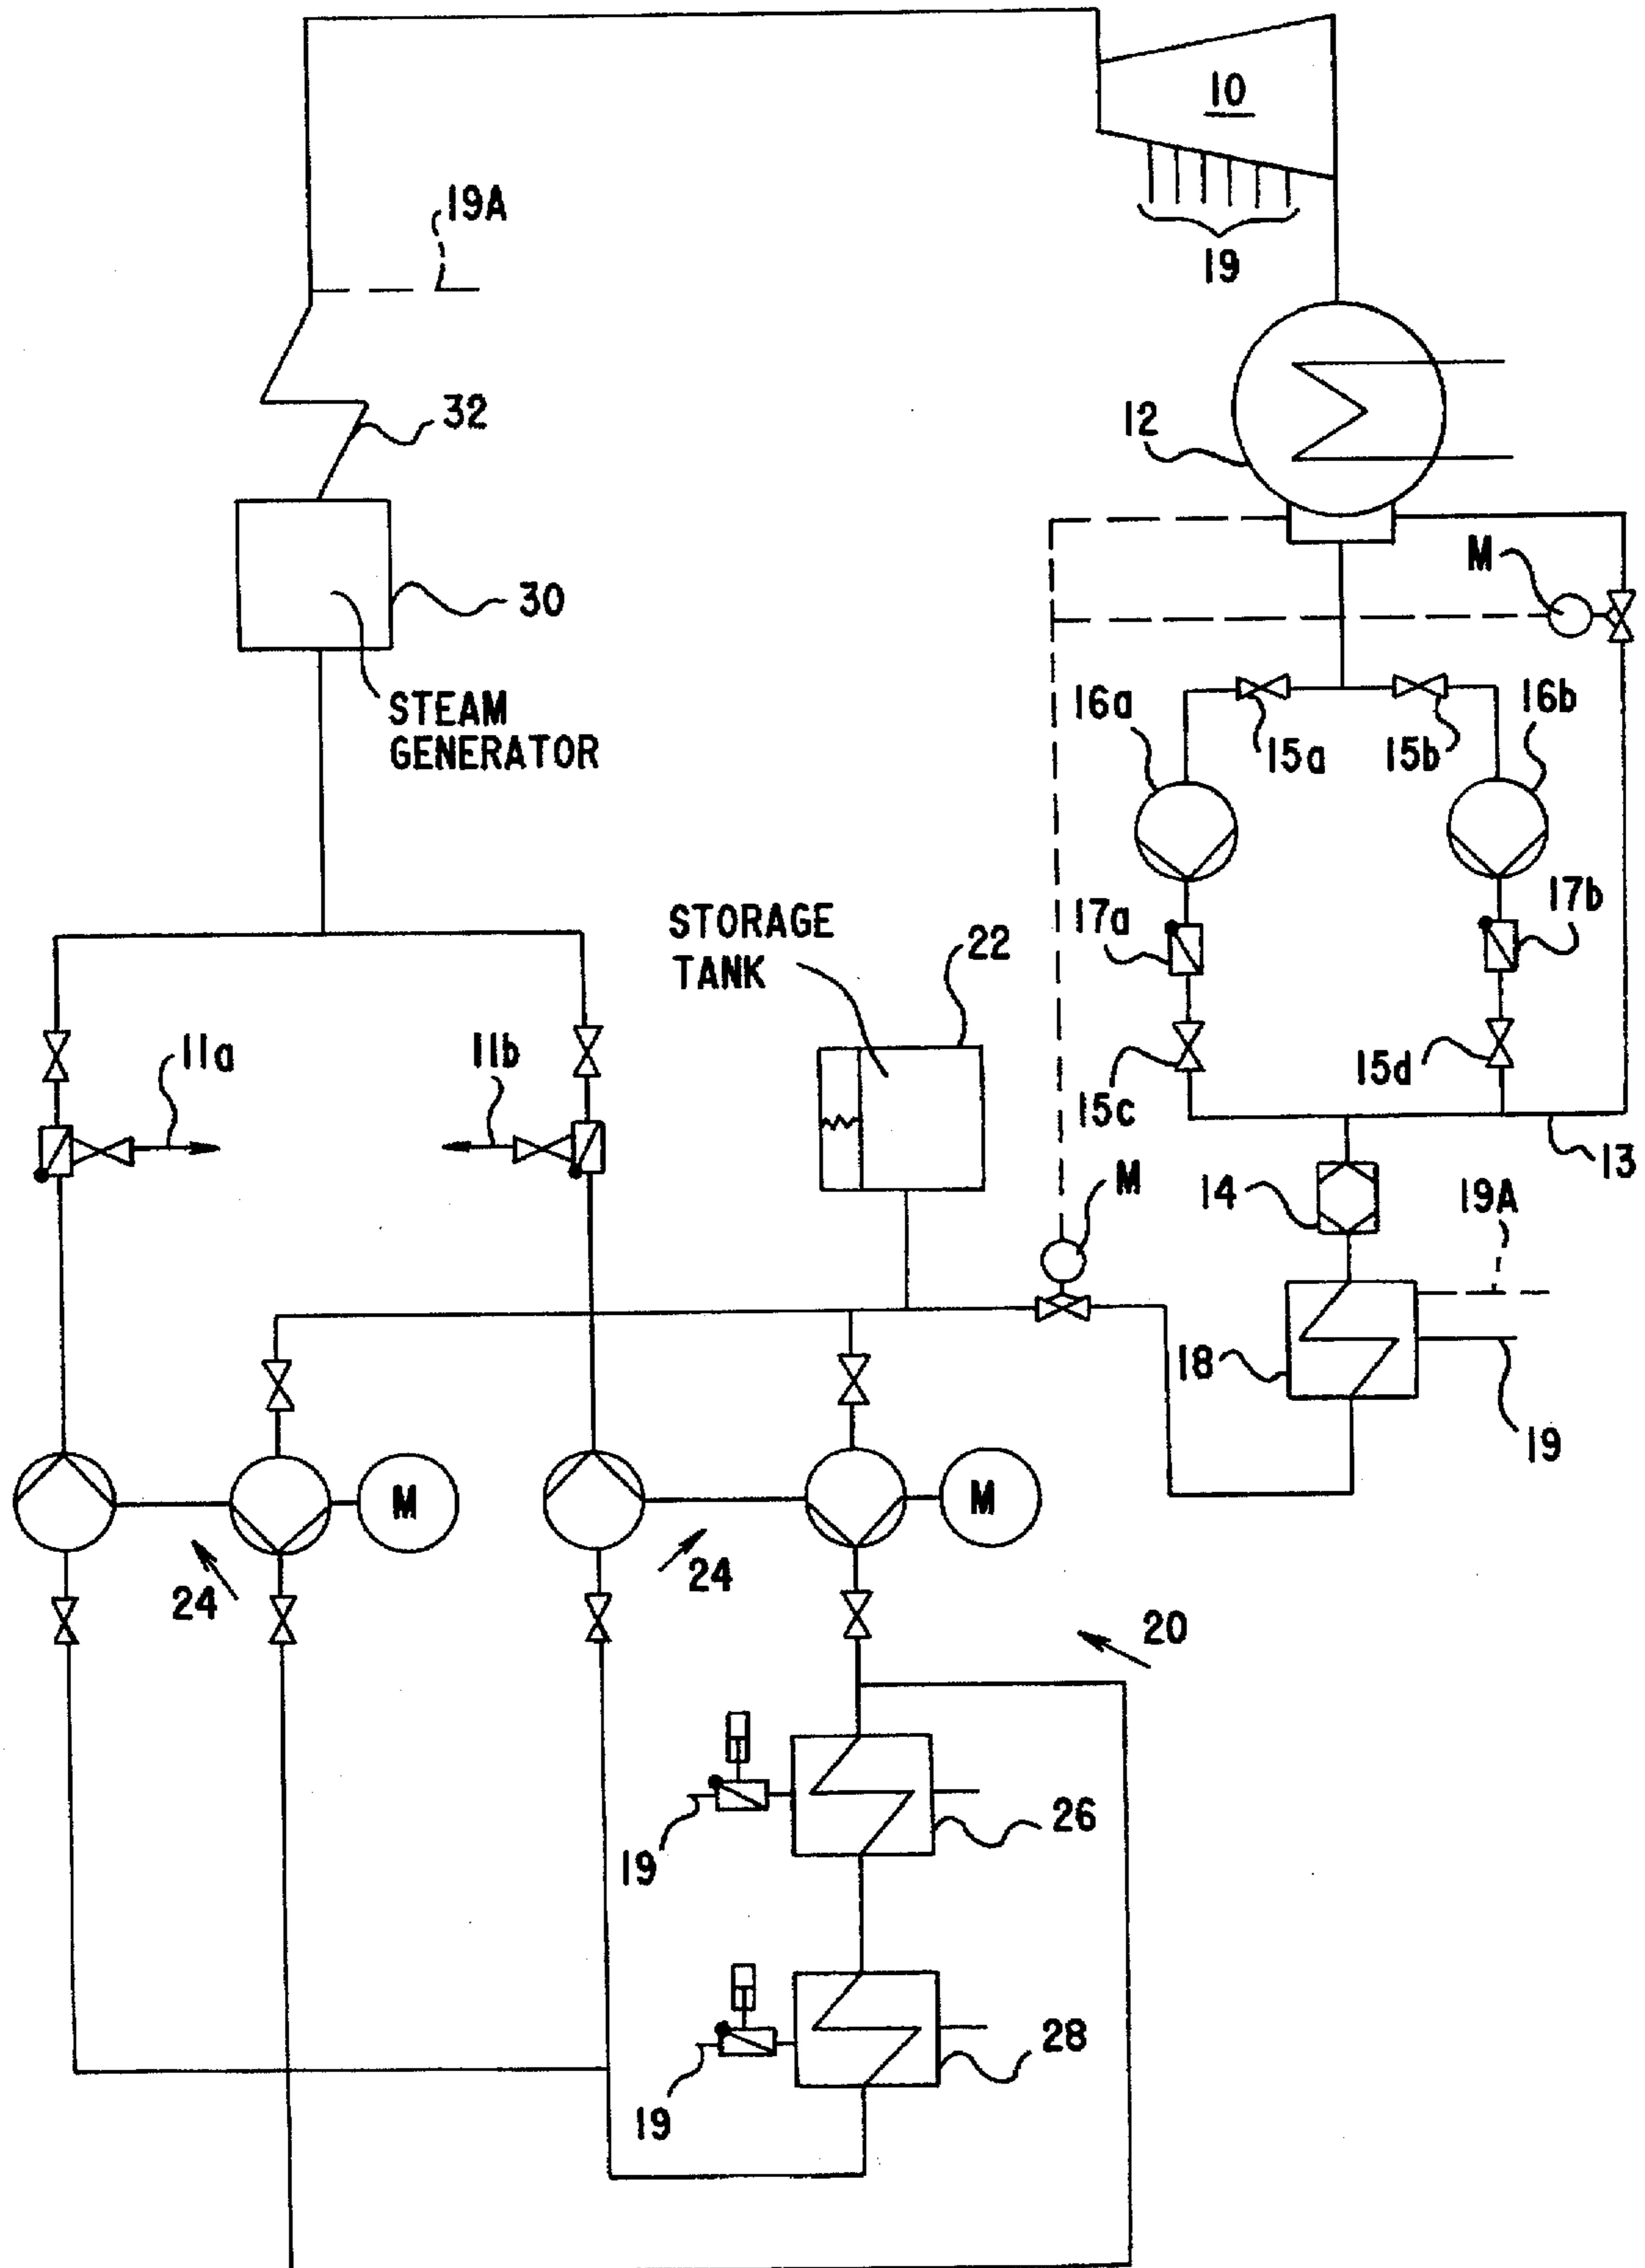 10
19A
19
32
12
M
30
STEAM
GENERATOR
16a
16b
15a
15b
17a
17b
STORAGE
TANK
22
11a
11b
15c
15d
13
14
M
19A
18
19
M
M
24
24
20
26
19
28
19